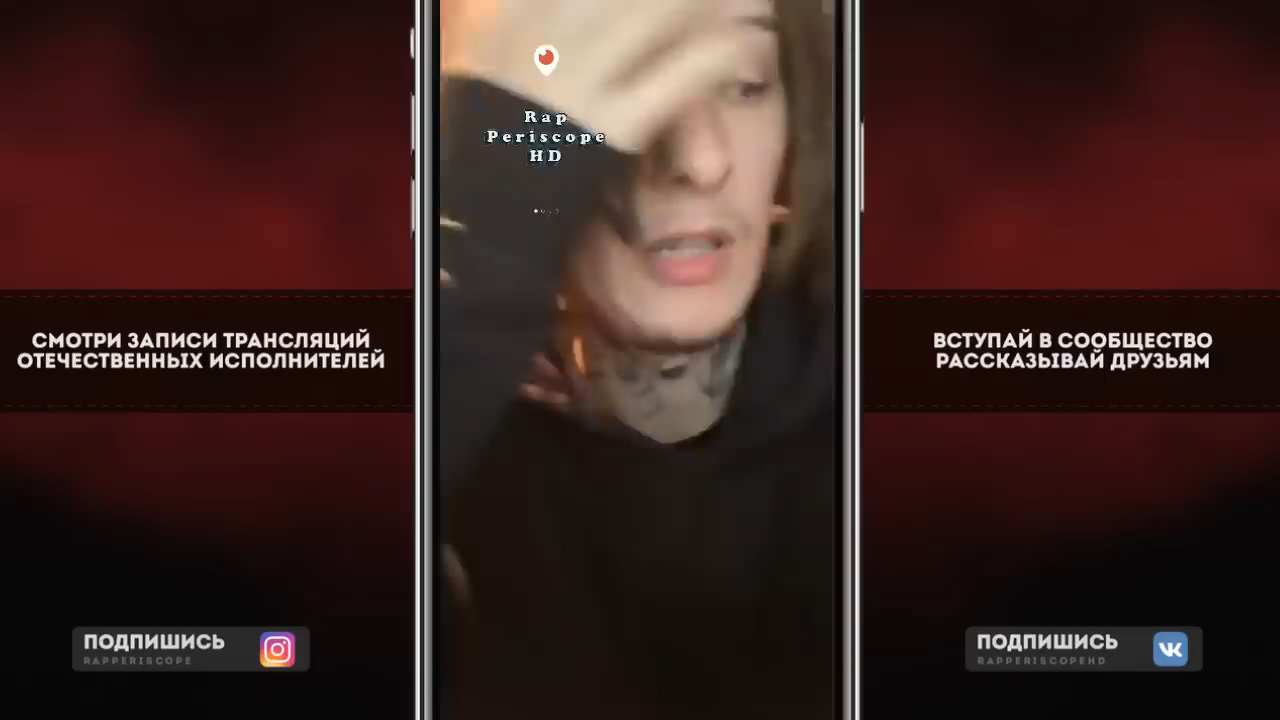 Rap
Periscope
HD
СМОТРИ ЗАПИСИ ТРАНСЛЯЦИЙ
ОТЕЧЕСТВЕННЫХ ИСПОЛНИТЕЛЕЙ
ВСТУПАЙ В СООБЩЕСТВО
РАССКАЗЫВАЙ ДРУЗЬЯМ
ПОДПИШИСЬ
RAPPERISCOPE
ПОДПИШИСЬ
RAPPERISCOPEHD